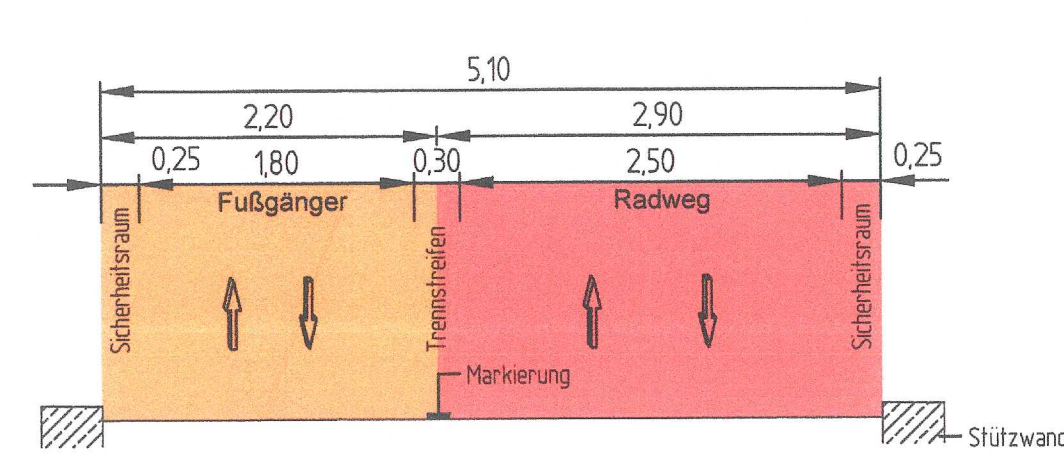 5,10
2,20
2,90
0,25
1,80
0,30
2,50
0,25
Fußgänger
Radweg
Sicherheitsraum
Trennstreifen
Sicherheitsraum
Markierung
Stützwand